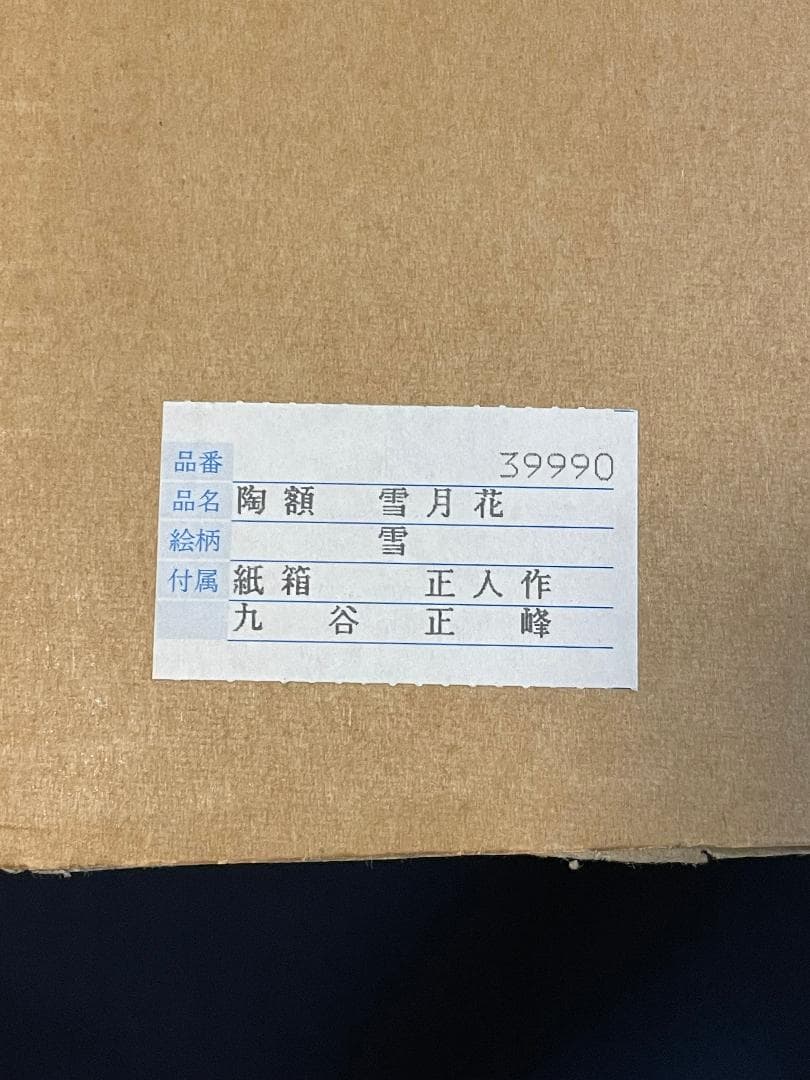 品番 39990
品名 陶額 雪月花
絵柄 雪
付属 紙箱 正人作
九谷正峰